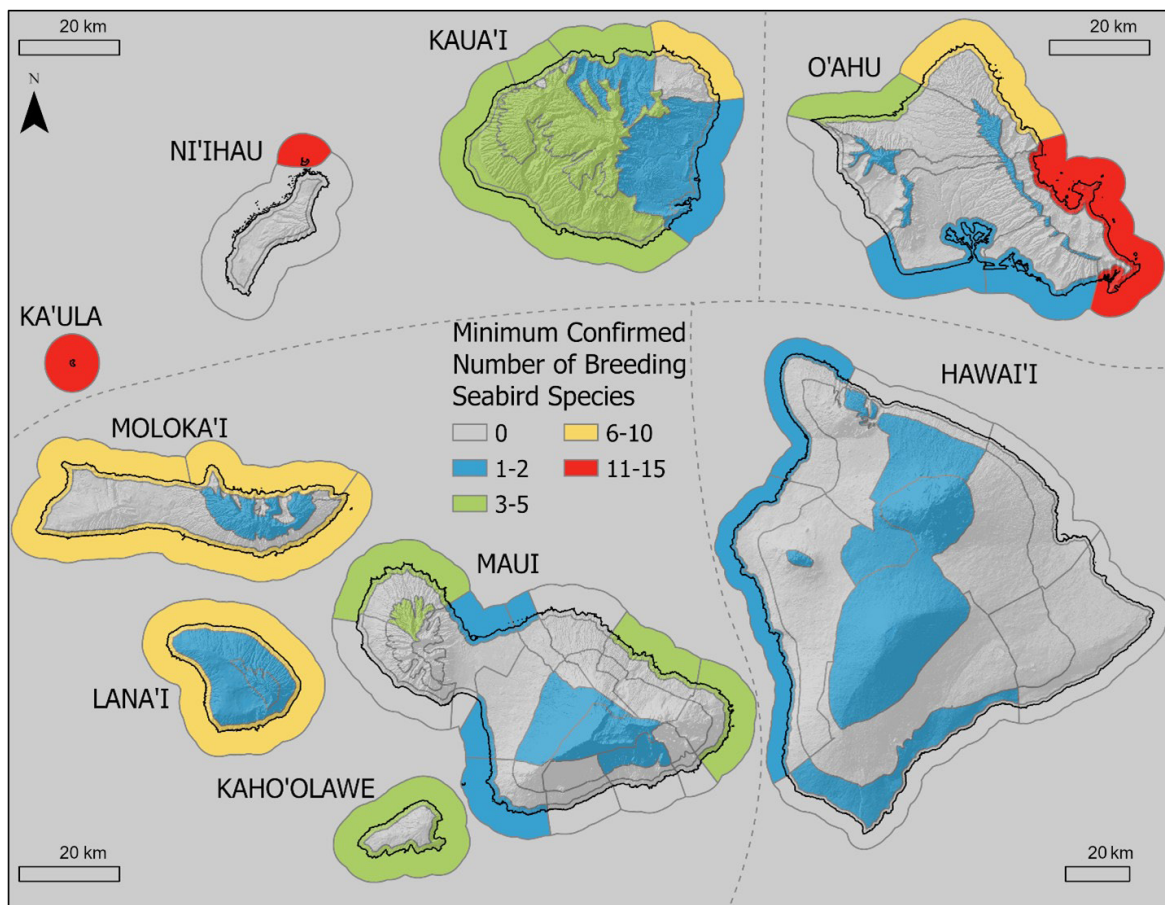 20 km
KAUA'I
20 km
O'AHU
N
NI'IHAU
KA'ULA
Minimum Confirmed
Number of Breeding
Seabird Species
0
6-10
1-2
11-15
3-5
HAWAI'I
MOLOKA'I
MAUI
LANA'I
KAHO'OLAWE
20 km
20 km